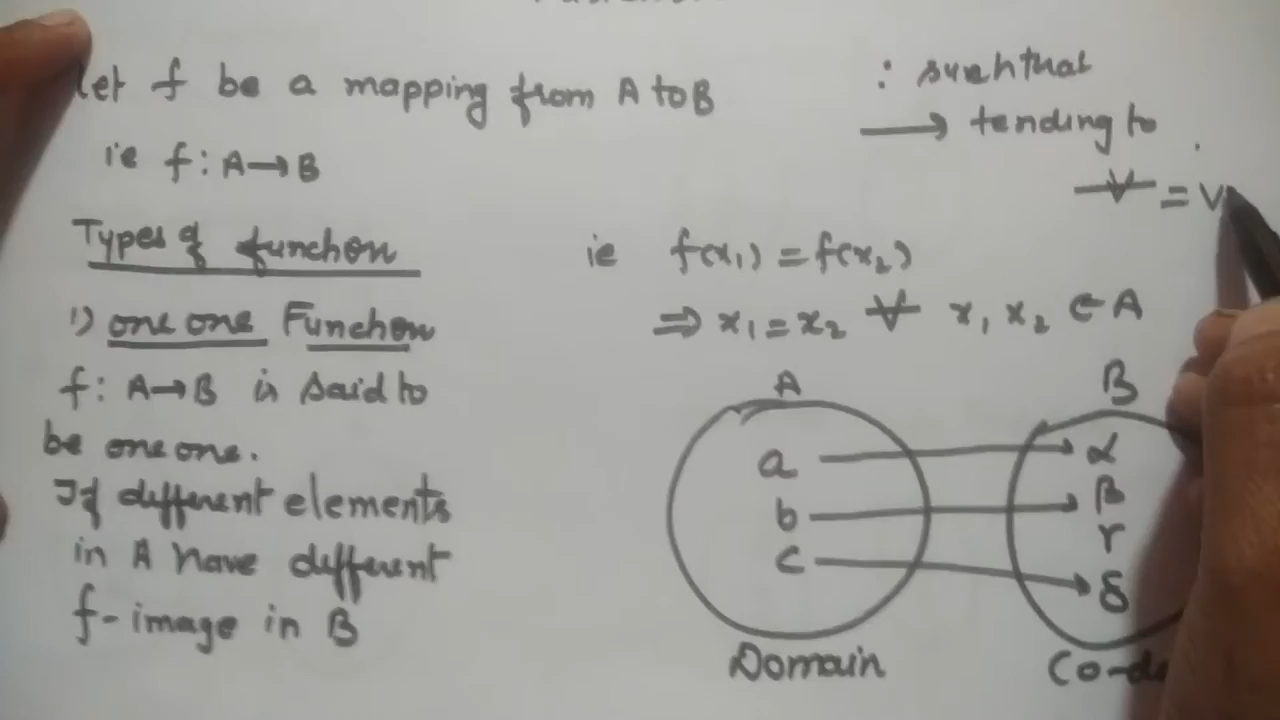 Let f be a mapping from A to B
ie f : A → B
Types of function
1) one one Function
f : A → B is said to
be one one.
If different elements
in A have different
f-image in B
: such that
→ tending to
∀ = V
ie f(x₁) = f(x₂)
⇒ x₁ = x₂ ∀ x₁ x₂ ∈ A
A B
a → α
b → β
r
c → δ
Domain Co-do